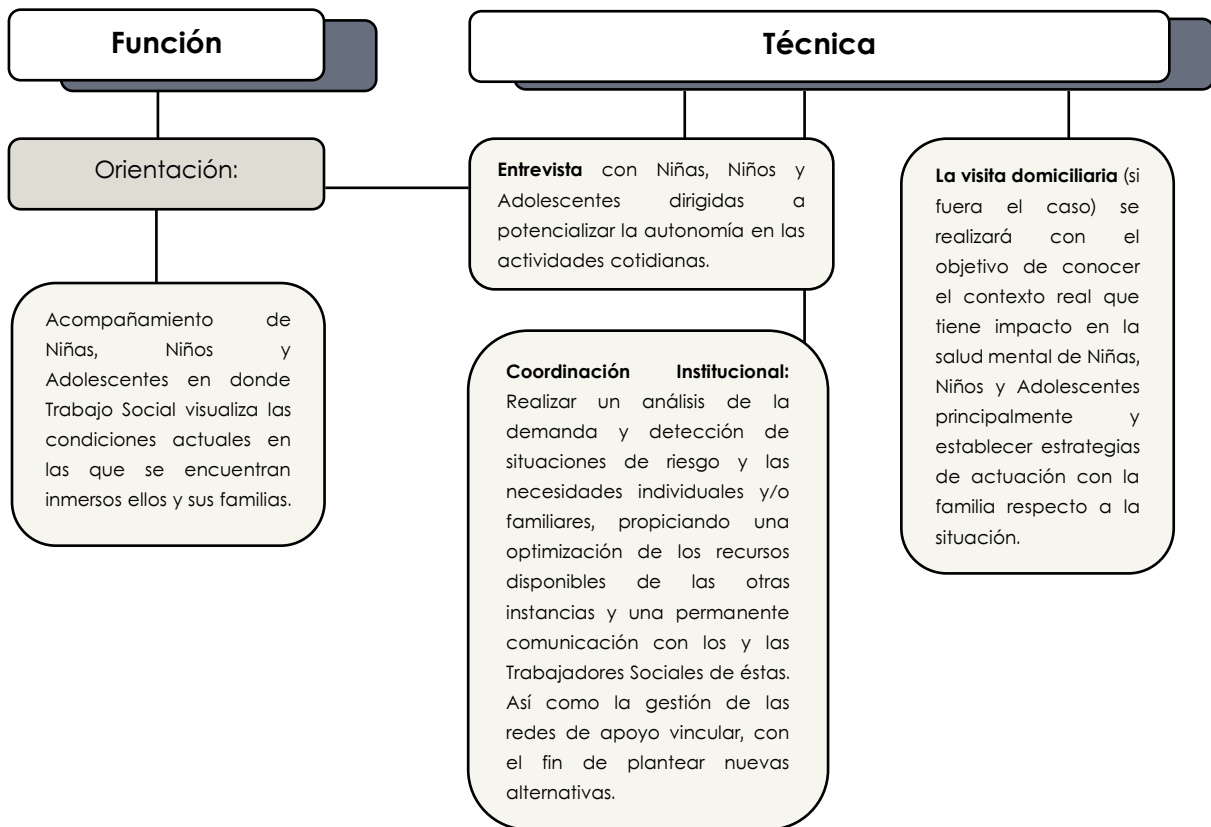 Función
Técnica
Orientación:
Acompañamiento de
Niñas, Niños y
Adolescentes en donde
Trabajo Social visualiza las
condiciones actuales en
las que se encuentran
inmersos ellos y sus familias.
Entrevista con Niñas, Niños y
Adolescentes dirigidas a
potencializar la autonomía en las
actividades cotidianas.
Coordinación Institucional:
Realizar un análisis de la
demanda y detección de
situaciones de riesgo y las
necesidades individuales y/o
familiares, propiciando una
optimización de los recursos
disponibles de las otras
instancias y una permanente
comunicación con los y las
Trabajadores Sociales de éstas.
Así como la gestión de las
redes de apoyo vincular, con
el fin de plantear nuevas
alternativas.
La visita domiciliaria (si
fuera el caso) se
realizará con el
objetivo de conocer
el contexto real que
tiene impacto en la
salud mental de Niñas,
Niños y Adolescentes
principalmente y
establecer estrategias
de actuación con la
familia respecto a la
situación.